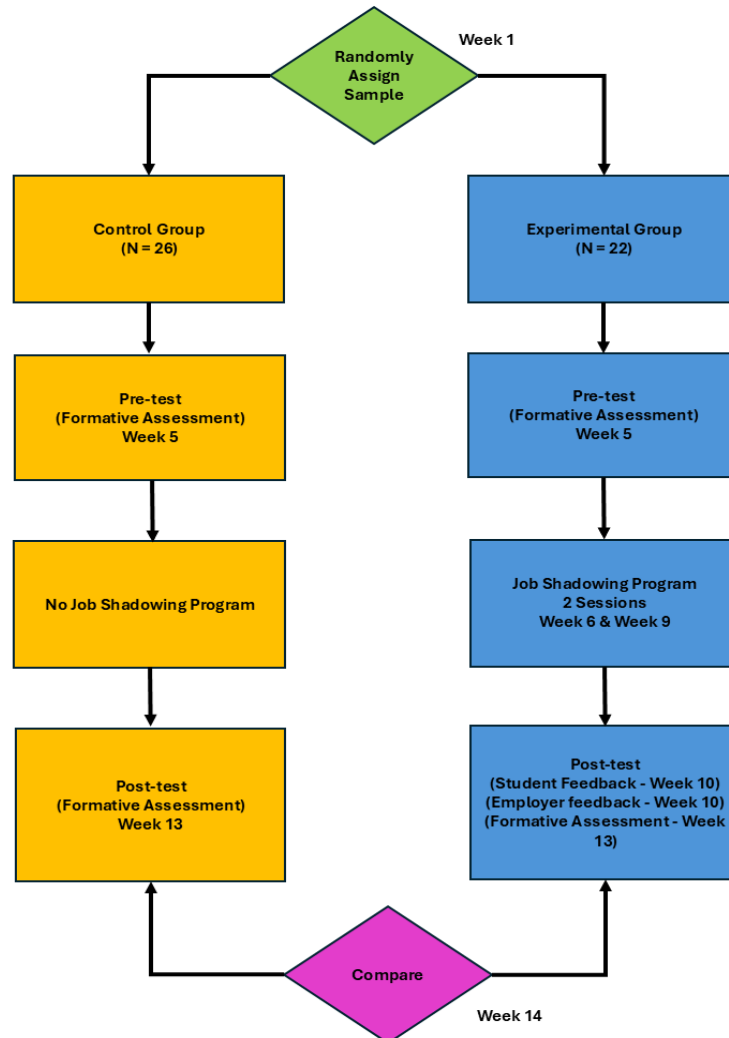 Week 1
Randomly
Assign
Sample
Control Group
(N = 26)
Experimental Group
(N = 22)
Pre-test
(Formative Assessment)
Week 5
Pre-test
(Formative Assessment)
Week 5
No Job Shadowing Program
Job Shadowing Program
2 Sessions
Week 6 & Week 9
Post-test
(Formative Assessment)
Week 13
Post-test
(Student Feedback - Week 10)
(Employer feedback - Week 10)
(Formative Assessment - Week
13)
Compare
Week 14